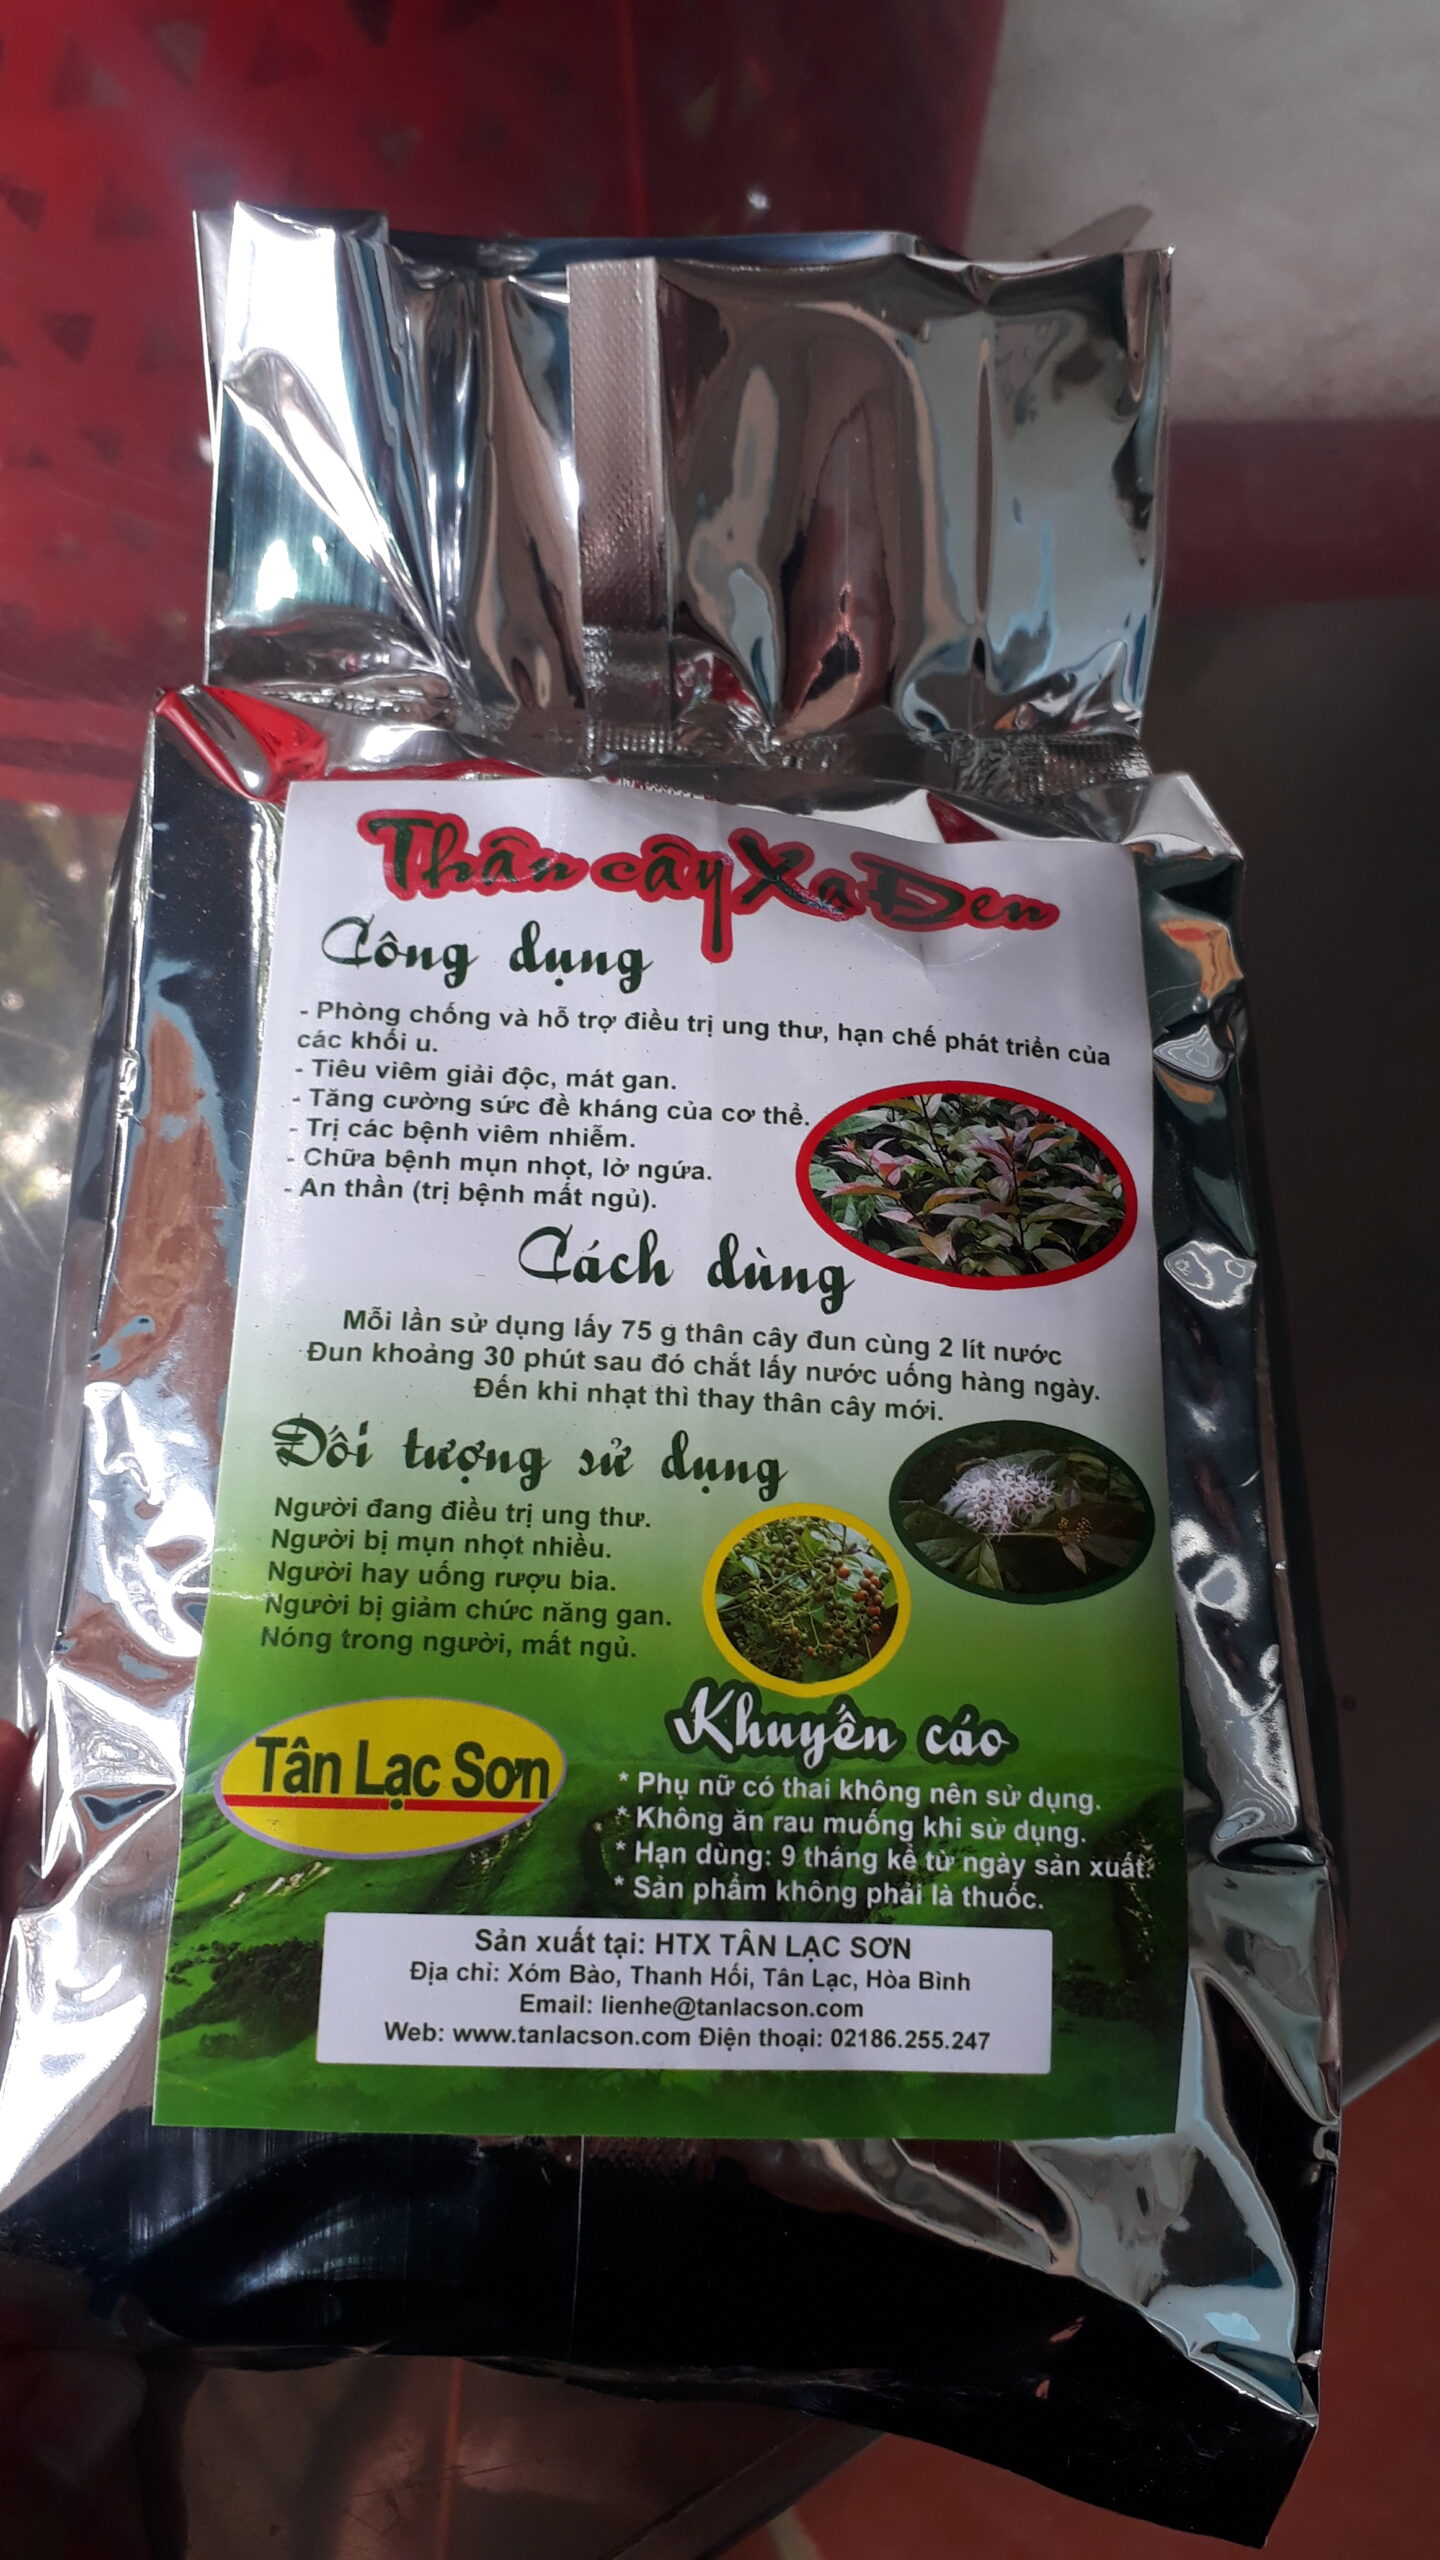 Thân cây Xạ Đen
Công dụng
- Phòng chống và hỗ trợ điều trị ung thư, hạn chế phát triển của
các khối u.
- Tiêu viêm giải độc, mát gan.
- Tăng cường sức đề kháng của cơ thể.
- Trị các bệnh viêm nhiễm.
- Chữa bệnh mụn nhọt, lở ngứa.
- An thần (trị bệnh mất ngủ).
Cách dùng
Mỗi lần sử dụng lấy 75 g thân cây đun cùng 2 lít nước
Đun khoảng 30 phút sau đó chắt lấy nước uống hàng ngày.
Đến khi nhạt thì thay thân cây mới.
Đối tượng sử dụng
Người đang điều trị ung thư.
Người bị mụn nhọt nhiều.
Người hay uống rượu bia.
Người bị giảm chức năng gan.
Nóng trong người, mất ngủ.
Tân Lạc Sơn
Khuyên cáo
* Phụ nữ có thai không nên sử dụng.
* Không ăn rau muống khi sử dụng.
* Hạn dùng: 9 tháng kể từ ngày sản xuất.
* Sản phẩm không phải là thuốc.
Sản xuất tại: HTX TÂN LẠC SƠN
Địa chỉ: Xóm Bào, Thanh Hối, Tân Lạc, Hòa Bình
Email: lienhe@tanlacson.com
Web: www.tanlacson.com Điện thoại: 02186.255.247